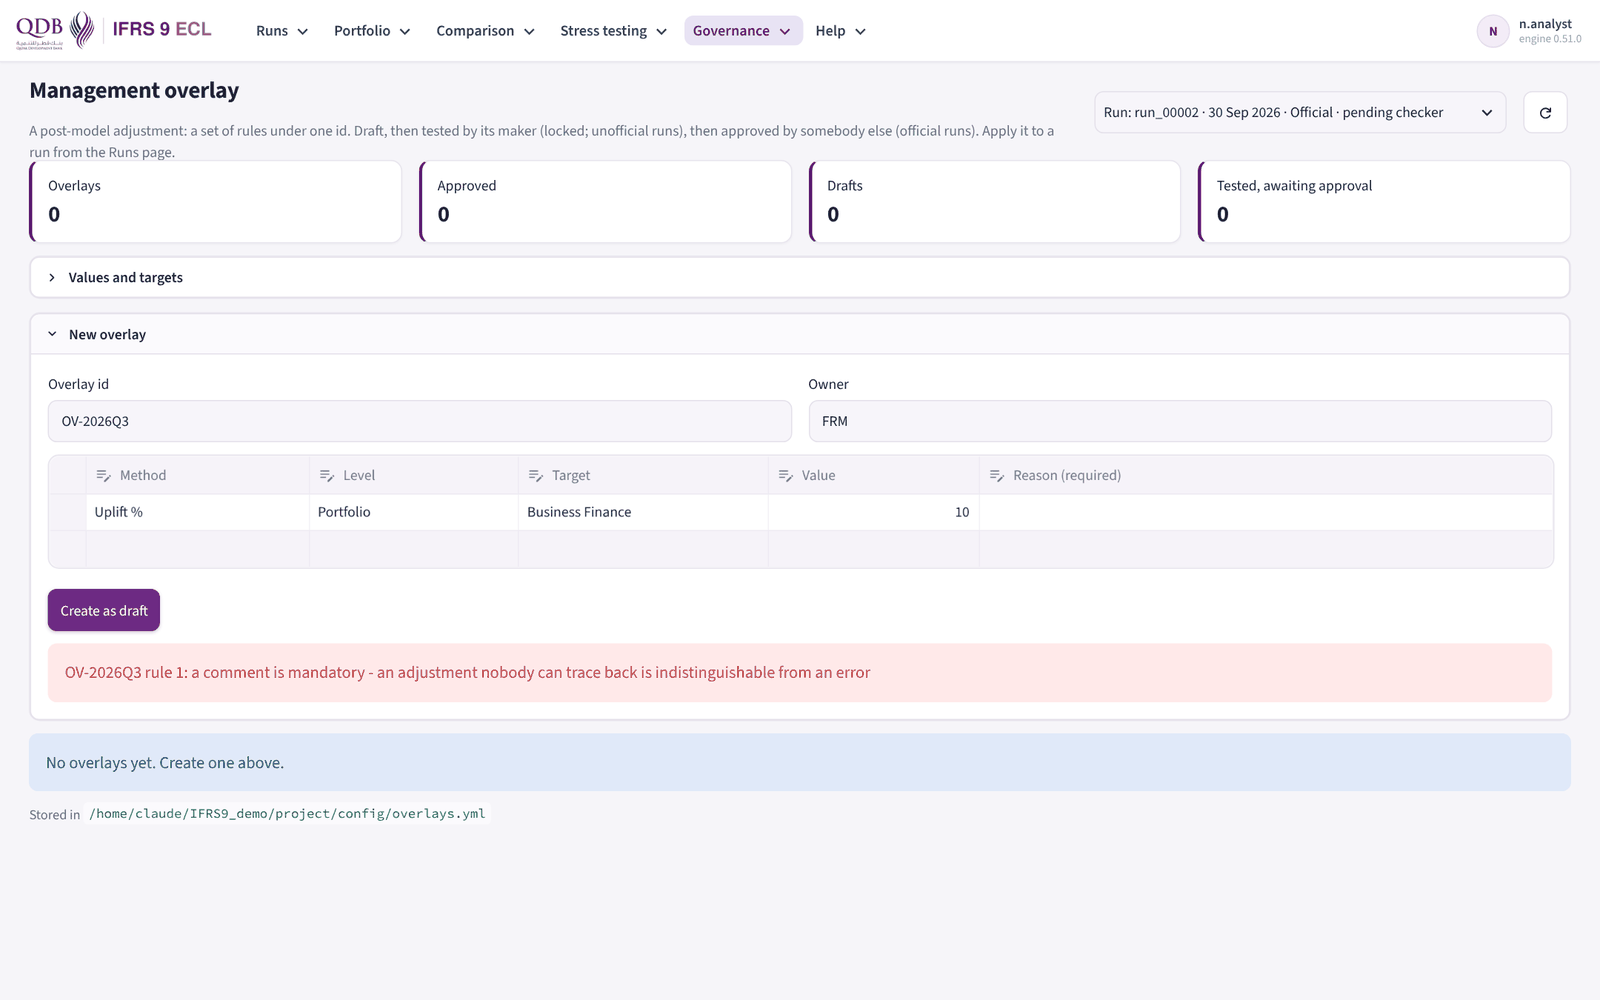 QDB
IFRS 9 ECL
Runs
Portfolio
Comparison
Stress testing
Governance
Help
N
n.analyst
engine 0.51.0
Management overlay
A post-model adjustment: a set of rules under one id. Draft, then tested by its maker (locked; unofficial runs), then approved by somebody else (official runs). Apply it to a
run from the Runs page.
Run: run_00002 · 30 Sep 2026 · Official · pending checker
Overlays
0
Approved
0
Drafts
0
Tested, awaiting approval
0
Values and targets
New overlay
Overlay id
Owner
OV-2026Q3
FRM
Method Level Target Value Reason (required)
Uplift % Portfolio Business Finance 10
Create as draft
OV-2026Q3 rule 1: a comment is mandatory - an adjustment nobody can trace back is indistinguishable from an error
No overlays yet. Create one above.
Stored in /home/claude/IFRS9_demo/project/config/overlays.yml